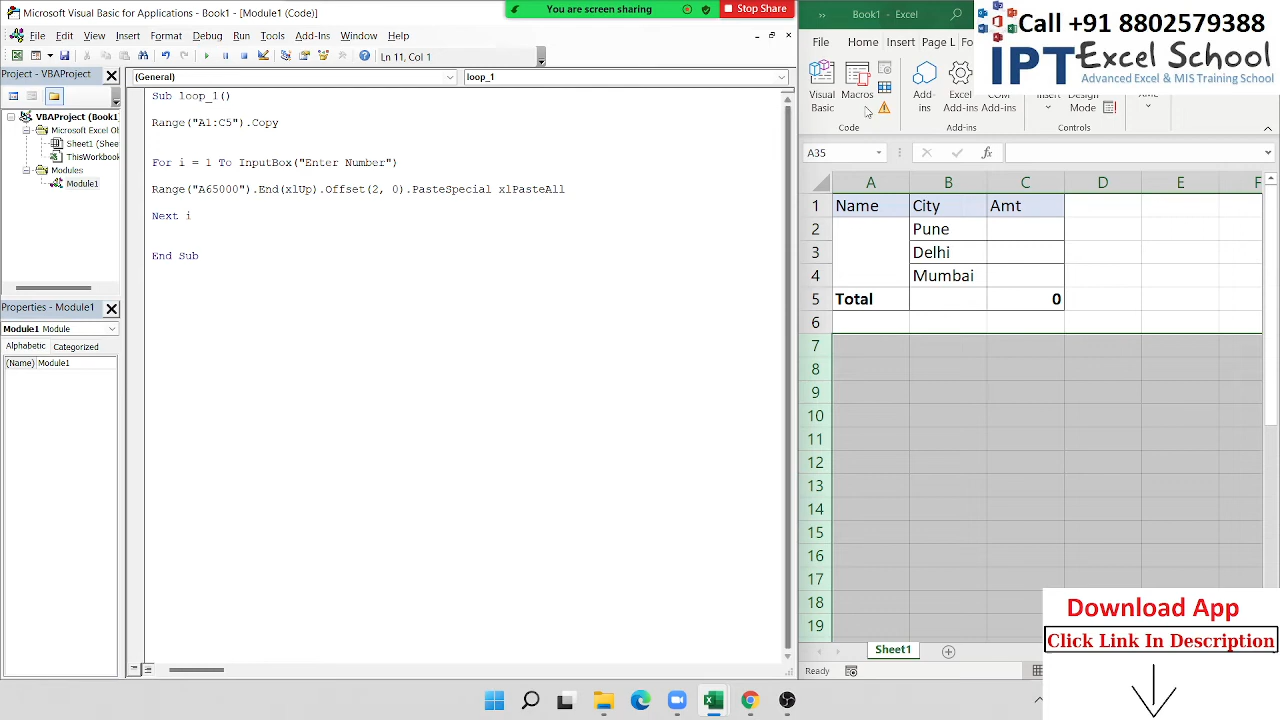 Microsoft Visual Basic for Applications - Book1 - [Module1 (Code)]
You are screen sharing
Stop Share
File Edit View Insert Format Debug Run Tools Add-Ins Window Help
Ln 11, Col 1
Project - VBAProject
VBAProject (Book1
Microsoft Excel Ob
Sheet1 (Shee
ThisWorkbook
Modules
Module1
Properties - Module1
Module1 Module
Alphabetic Categorized
(Name) Module1
(General)
loop_1
Sub loop_1()
Range("A1:C5").Copy
For i = 1 To InputBox("Enter Number")
Range("A65000").End(xlUp).Offset(2, 0).PasteSpecial xlPasteAll
Next i
End Sub
Book1 - Excel
File Home Insert Page L Fo
Visual Basic
Macros
Code
Add-ins
Excel Add-ins
COM Add-ins
Add-ins
Insert
Design Mode
Controls
Call +91 8802579388
IPT Excel School
Advanced Excel & MIS Training School
A35
fx
A B C D E F
1 Name City Amt
2 Pune
3 Delhi
4 Mumbai
5 Total 0
6
7
8
9
10
11
12
13
14
15
16
17
18
19
Sheet1
Ready
Download App
Click Link In Description